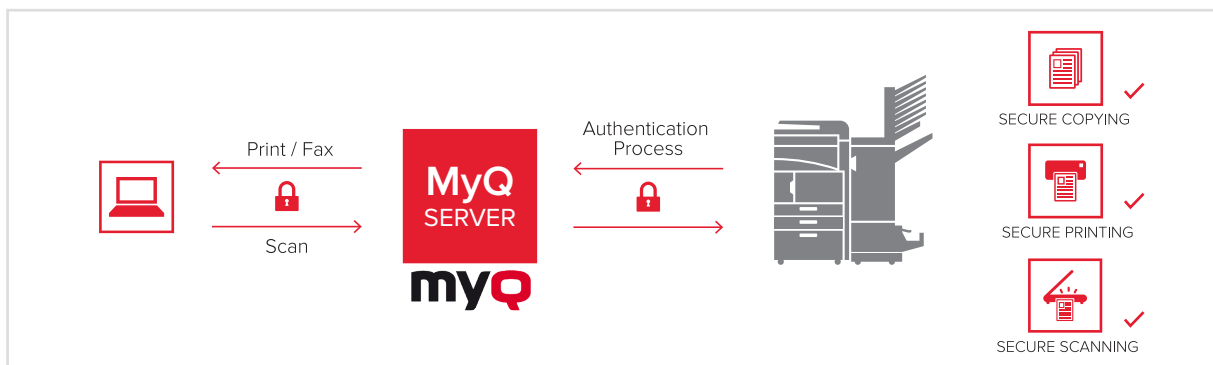 Print / Fax
Scan
MyQ
SERVER
myQ
Authentication
Process
SECURE COPYING
SECURE PRINTING
SECURE SCANNING